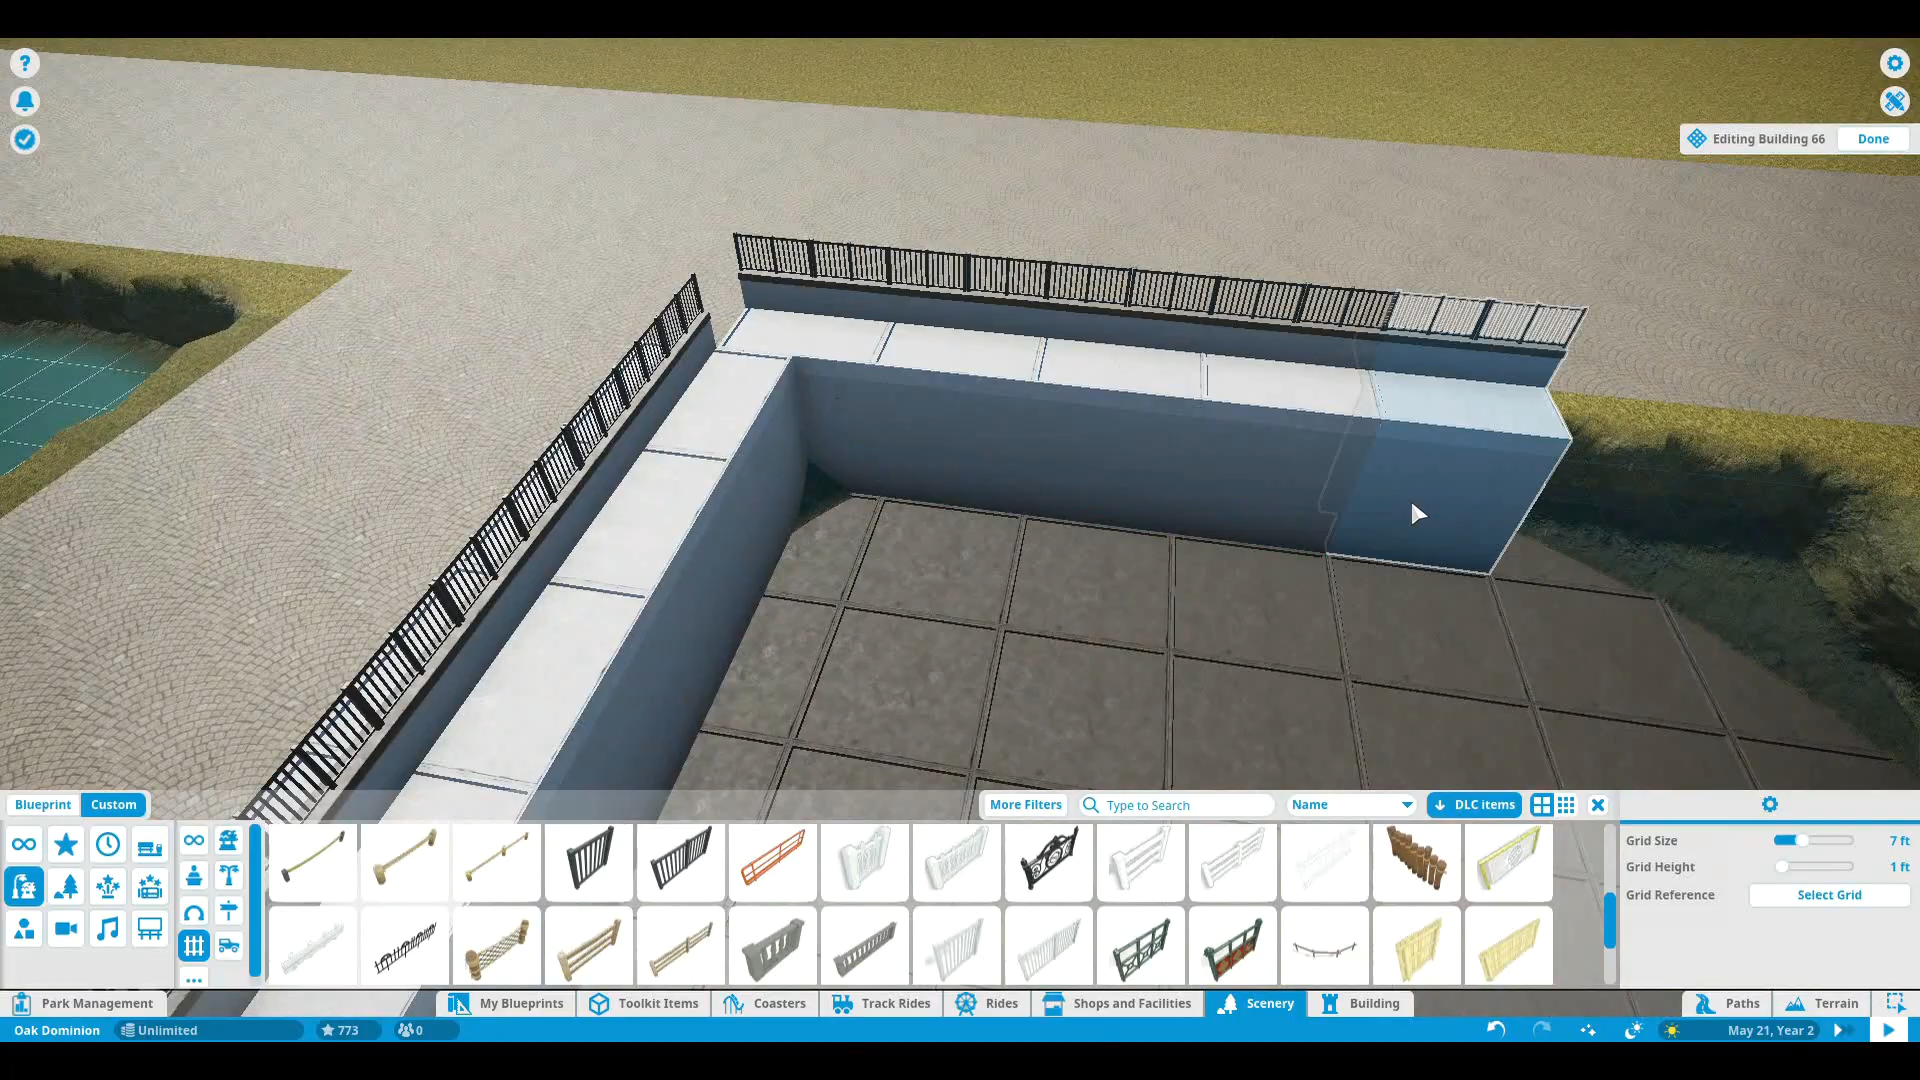 ?
Editing Building 66 Done
Blueprint Custom
More Filters Type to Search Name DLC items
Grid Size 7 ft
Grid Height 1 ft
Grid Reference Select Grid
Park Management My Blueprints Toolkit Items Coasters Track Rides Rides Shops and Facilities Scenery Building Paths Terrain
Oak Dominion Unlimited 773 0 May 21, Year 2